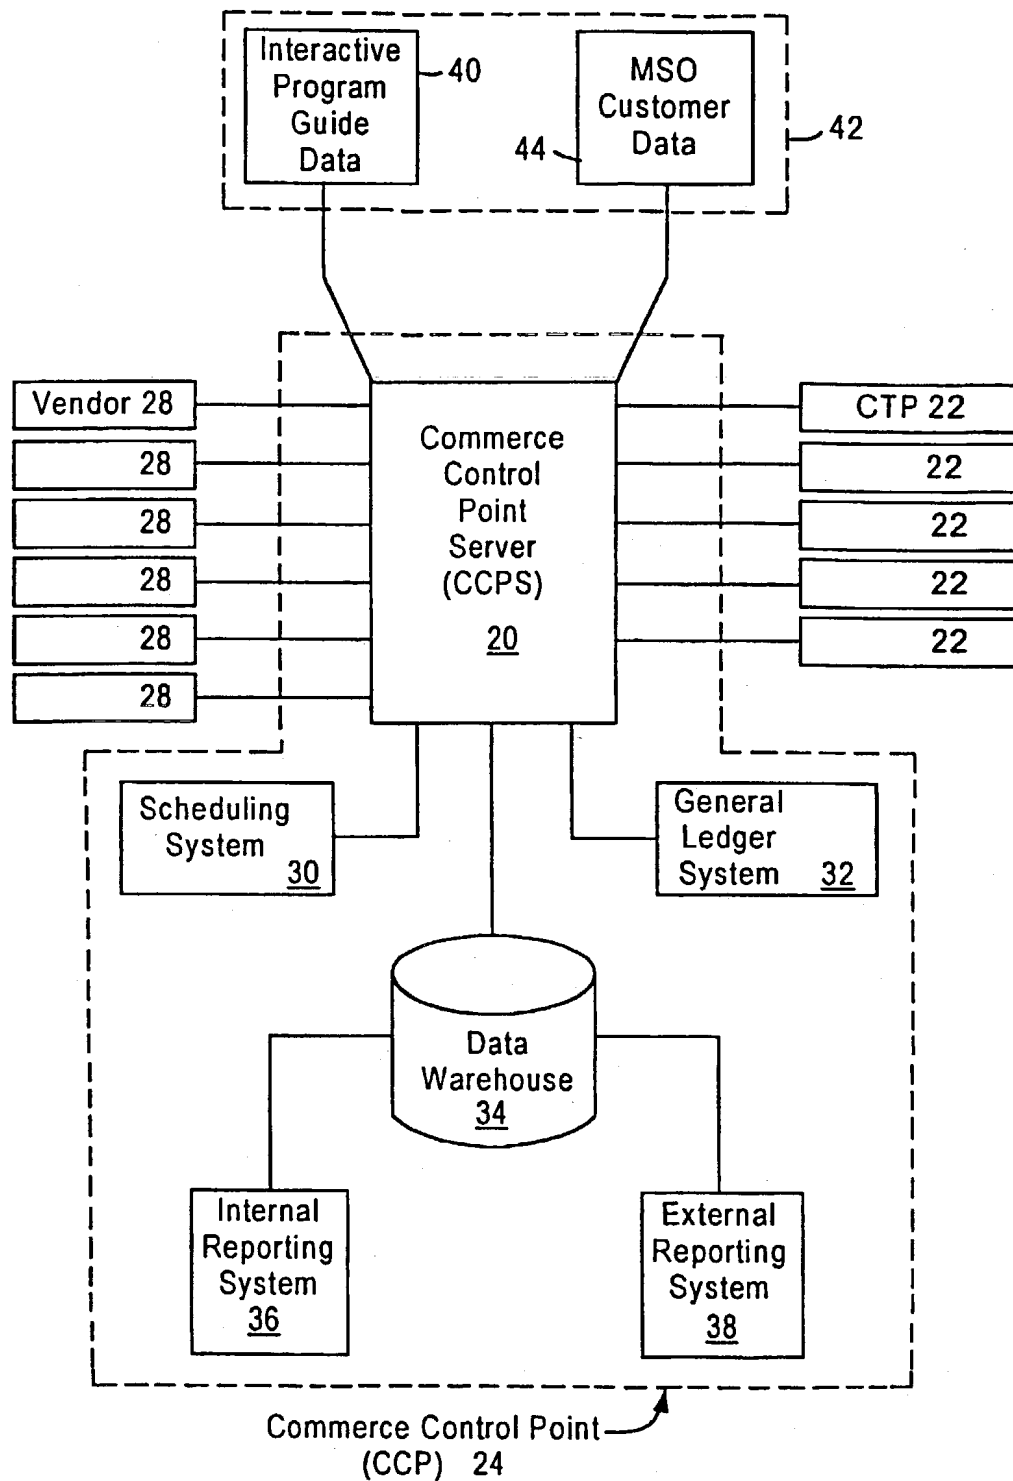 Interactive
Program
Guide
Data
40
MSO
Customer
Data
44
42
Vendor 28
28
28
28
28
28
Commerce
Control
Point
Server
(CCPS)
20
CTP 22
22
22
22
22
Scheduling
System
30
General
Ledger
System 32
Data
Warehouse
34
Internal
Reporting
System
36
External
Reporting
System
38
Commerce Control Point
(CCP) 24